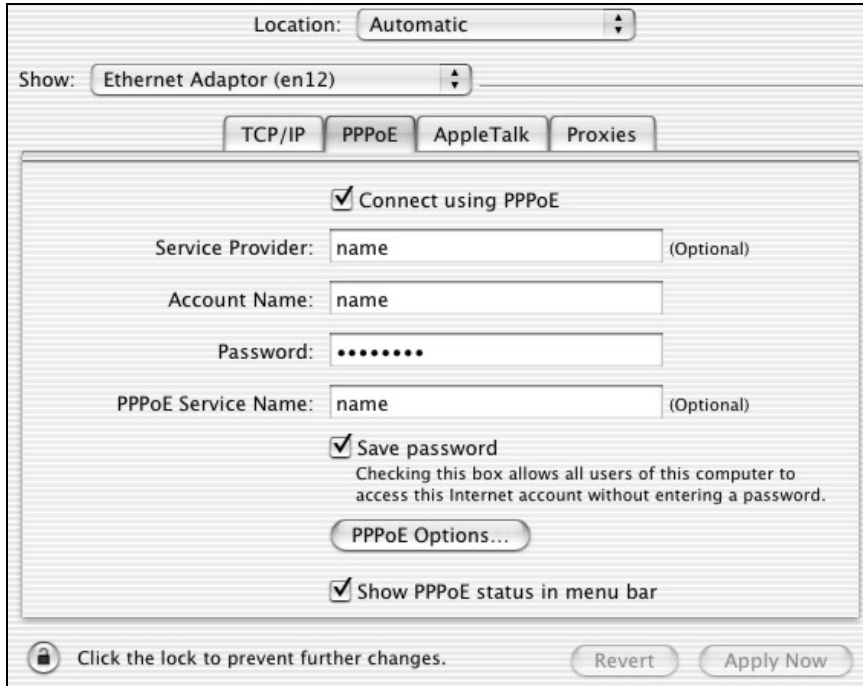 Location: Automatic
Show: Ethernet Adaptor (en12)
TCP/IP PPPoE AppleTalk Proxies
Connect using PPPoE
Service Provider: name (Optional)
Account Name: name
Password: ••••••••
PPPoE Service Name: name (Optional)
Save password
Checking this box allows all users of this computer to
access this Internet account without entering a password.
PPPoE Options...
Show PPPoE status in menu bar
Click the lock to prevent further changes. Revert Apply Now